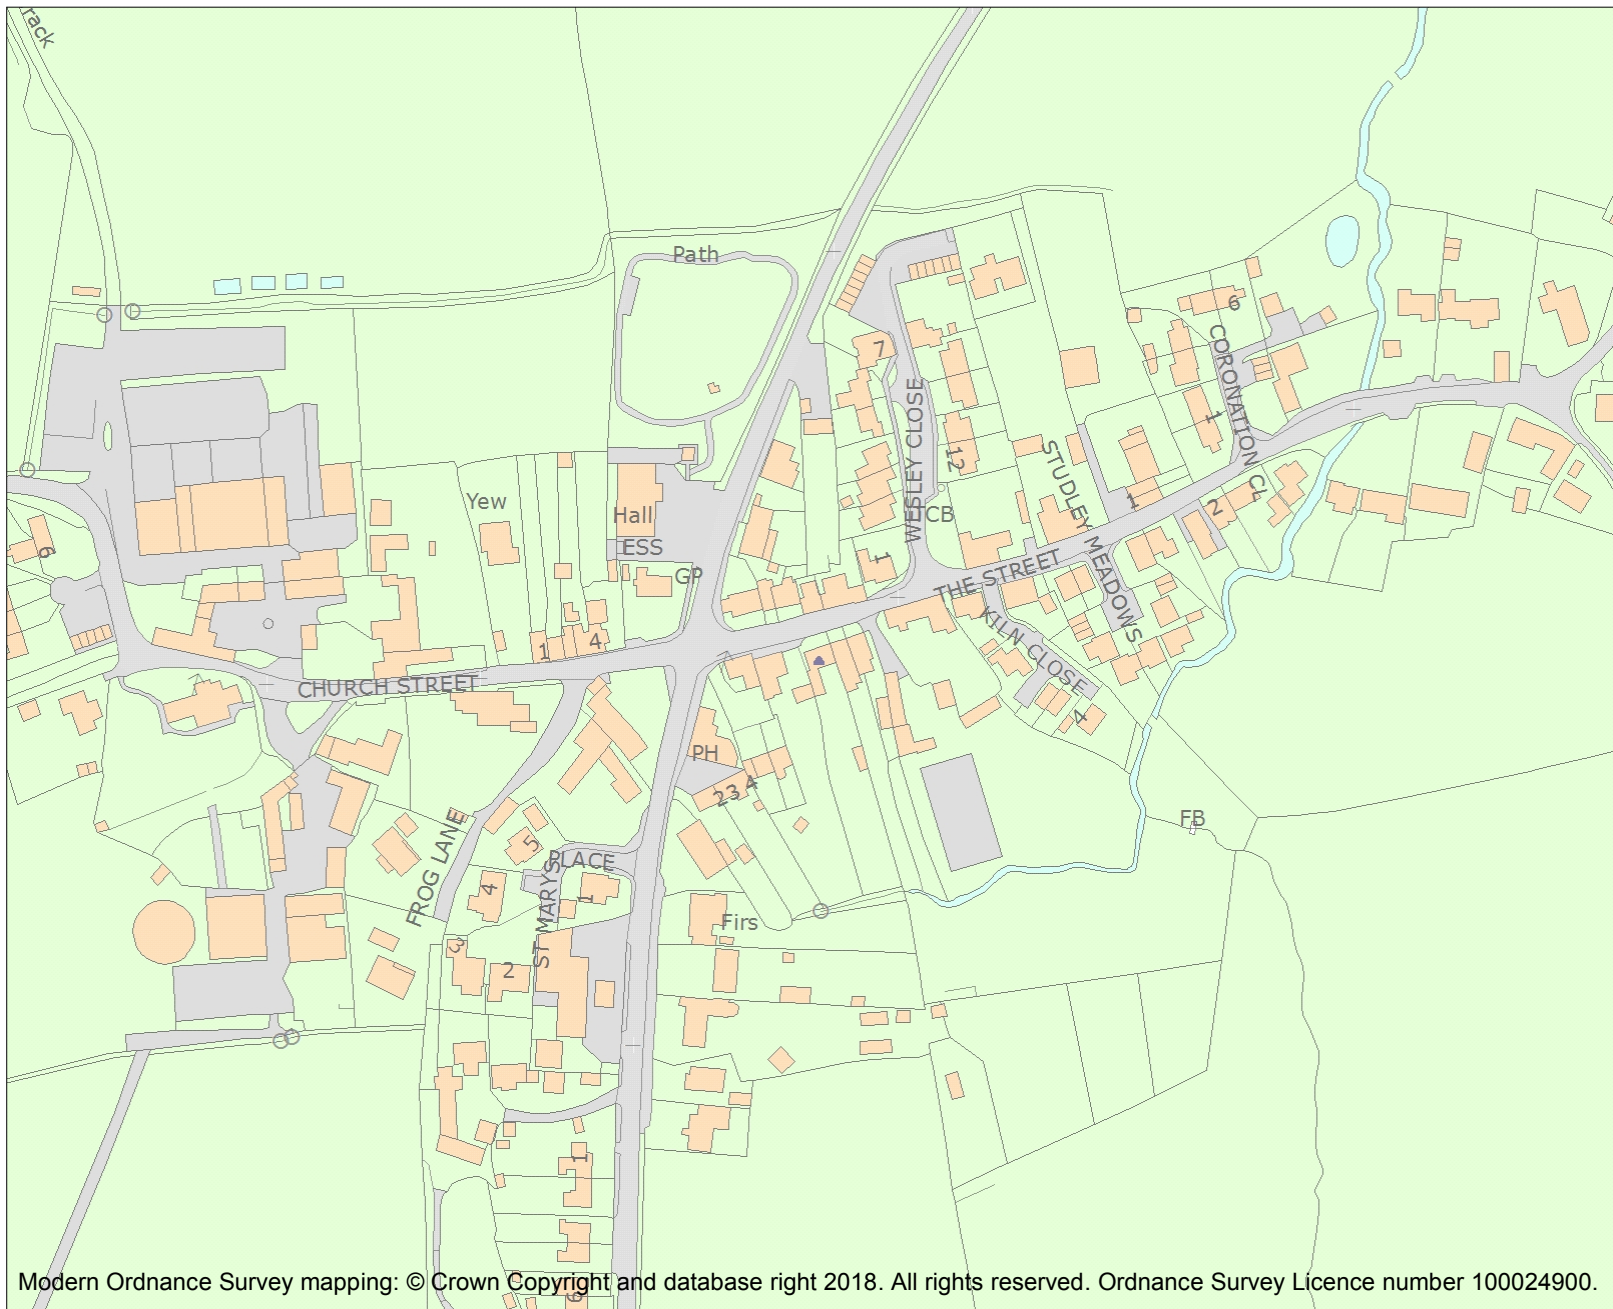 rack
Path
6
CORONATION CL
7
WESLEY CLOSE
1
12
STUDLEY MEADOWS
Yew
Hall
TCB
1
2
6
ESS
GP
1
THE STREET
KILN CLOSE
1
4
CHURCH STREET
4
PH
2 3 4
FB
FROG LANE
5
ST MARYS PLACE
4
1
Firs
3
2
1
6
Modern Ordnance Survey mapping: © Crown Copyright and database right 2018. All rights reserved. Ordnance Survey Licence number 100024900.